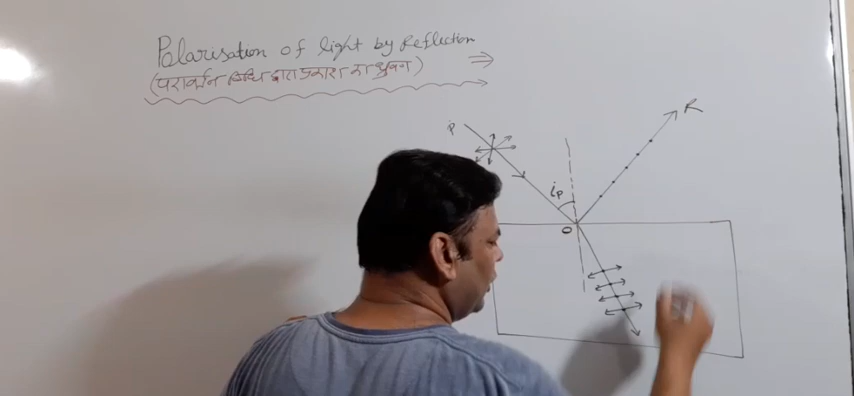 Polarisation of light by Reflection
(परावर्तन विधि द्वारा प्रकाश का ध्रुवण) ⇒
P
R
ip
O